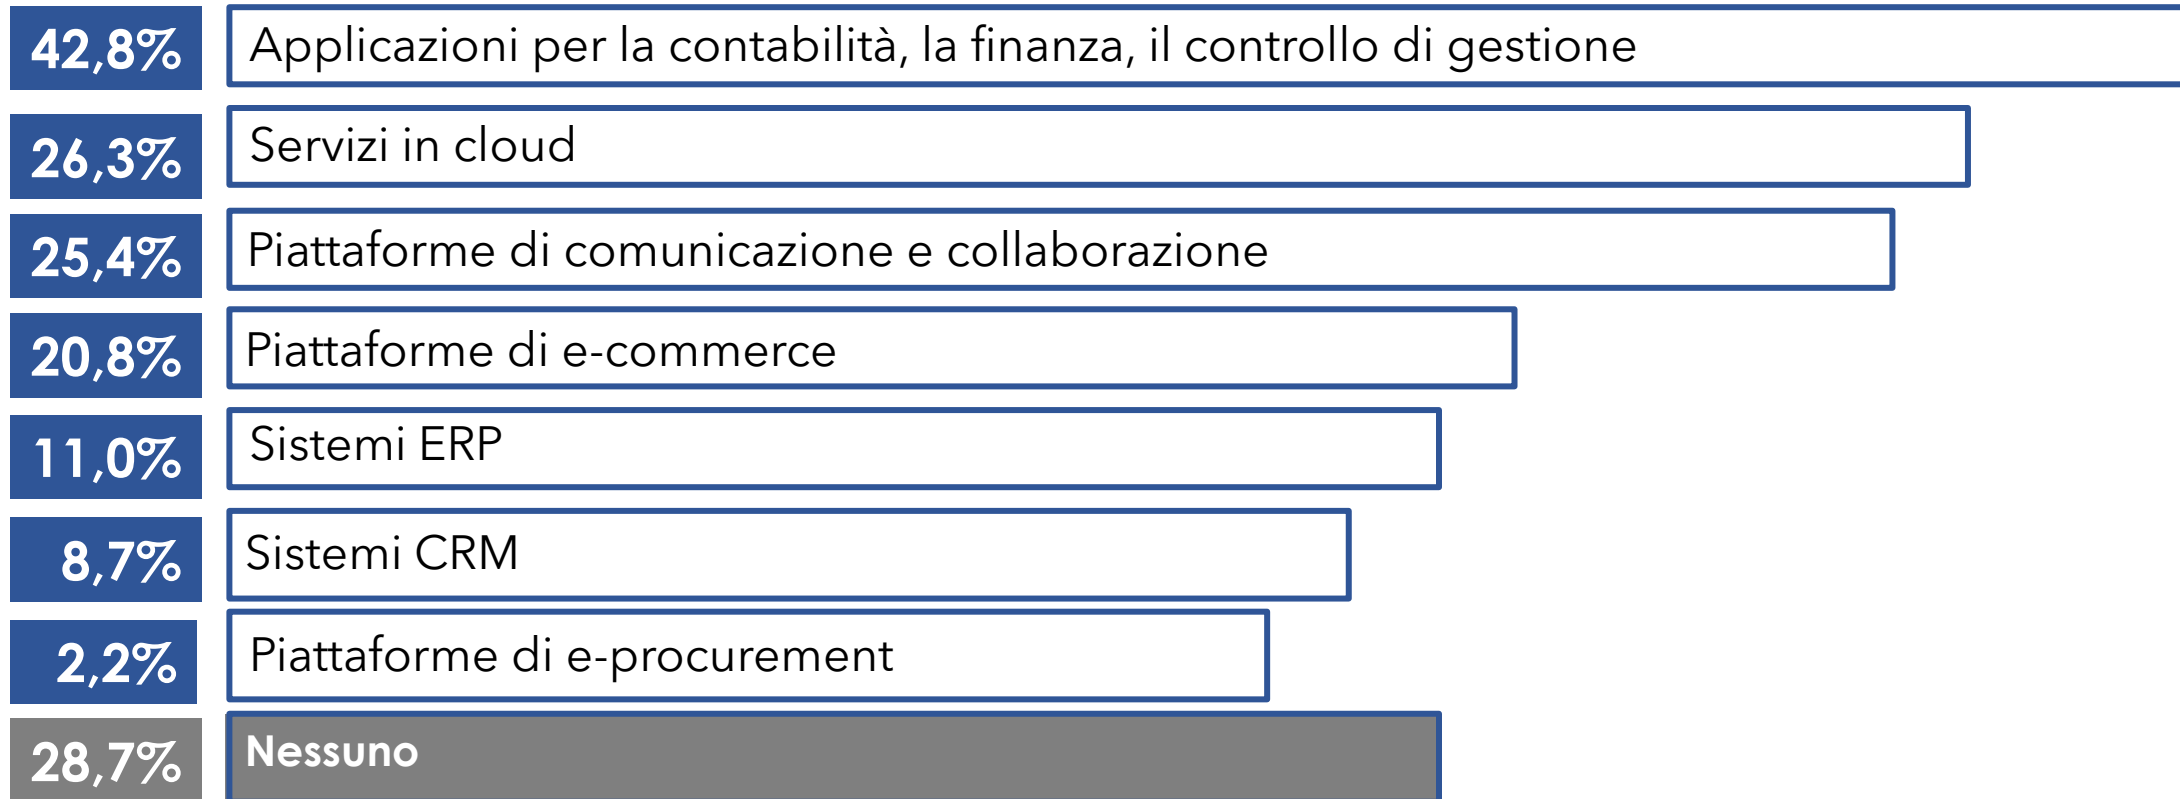 42,8% Applicazioni per la contabilità, la finanza, il controllo di gestione
26,3% Servizi in cloud
25,4% Piattaforme di comunicazione e collaborazione
20,8% Piattaforme di e-commerce
11,0% Sistemi ERP
8,7% Sistemi CRM
2,2% Piattaforme di e-procurement
28,7% Nessuno